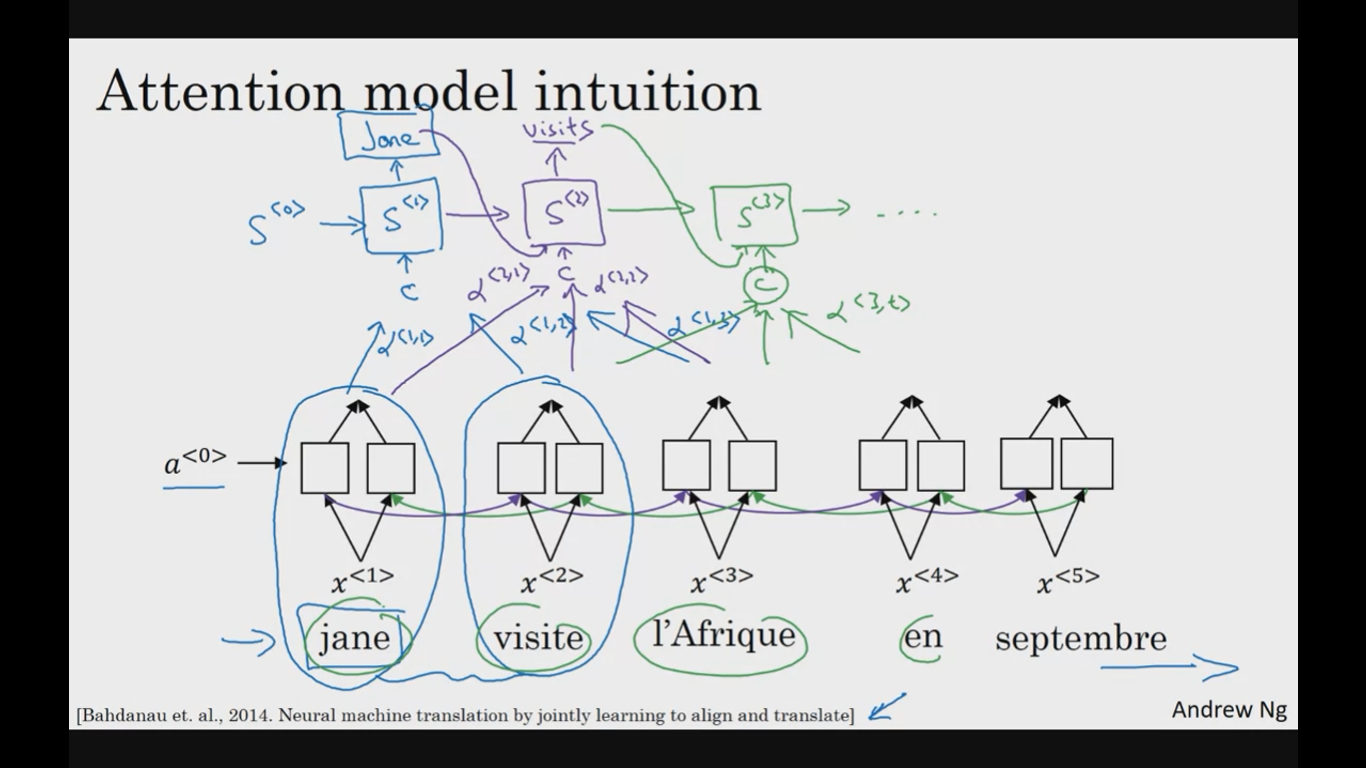 Attention model intuition
Jane visits
S<0> S<1> S<2> S<3> ....
c α<2,1> c α<2,2> c
α<1,1> α<1,2> α<1,3> α<3,t>
a<0>
x<1> x<2> x<3> x<4> x<5>
jane visite l'Afrique en septembre
[Bahdanau et. al., 2014. Neural machine translation by jointly learning to align and translate]
Andrew Ng